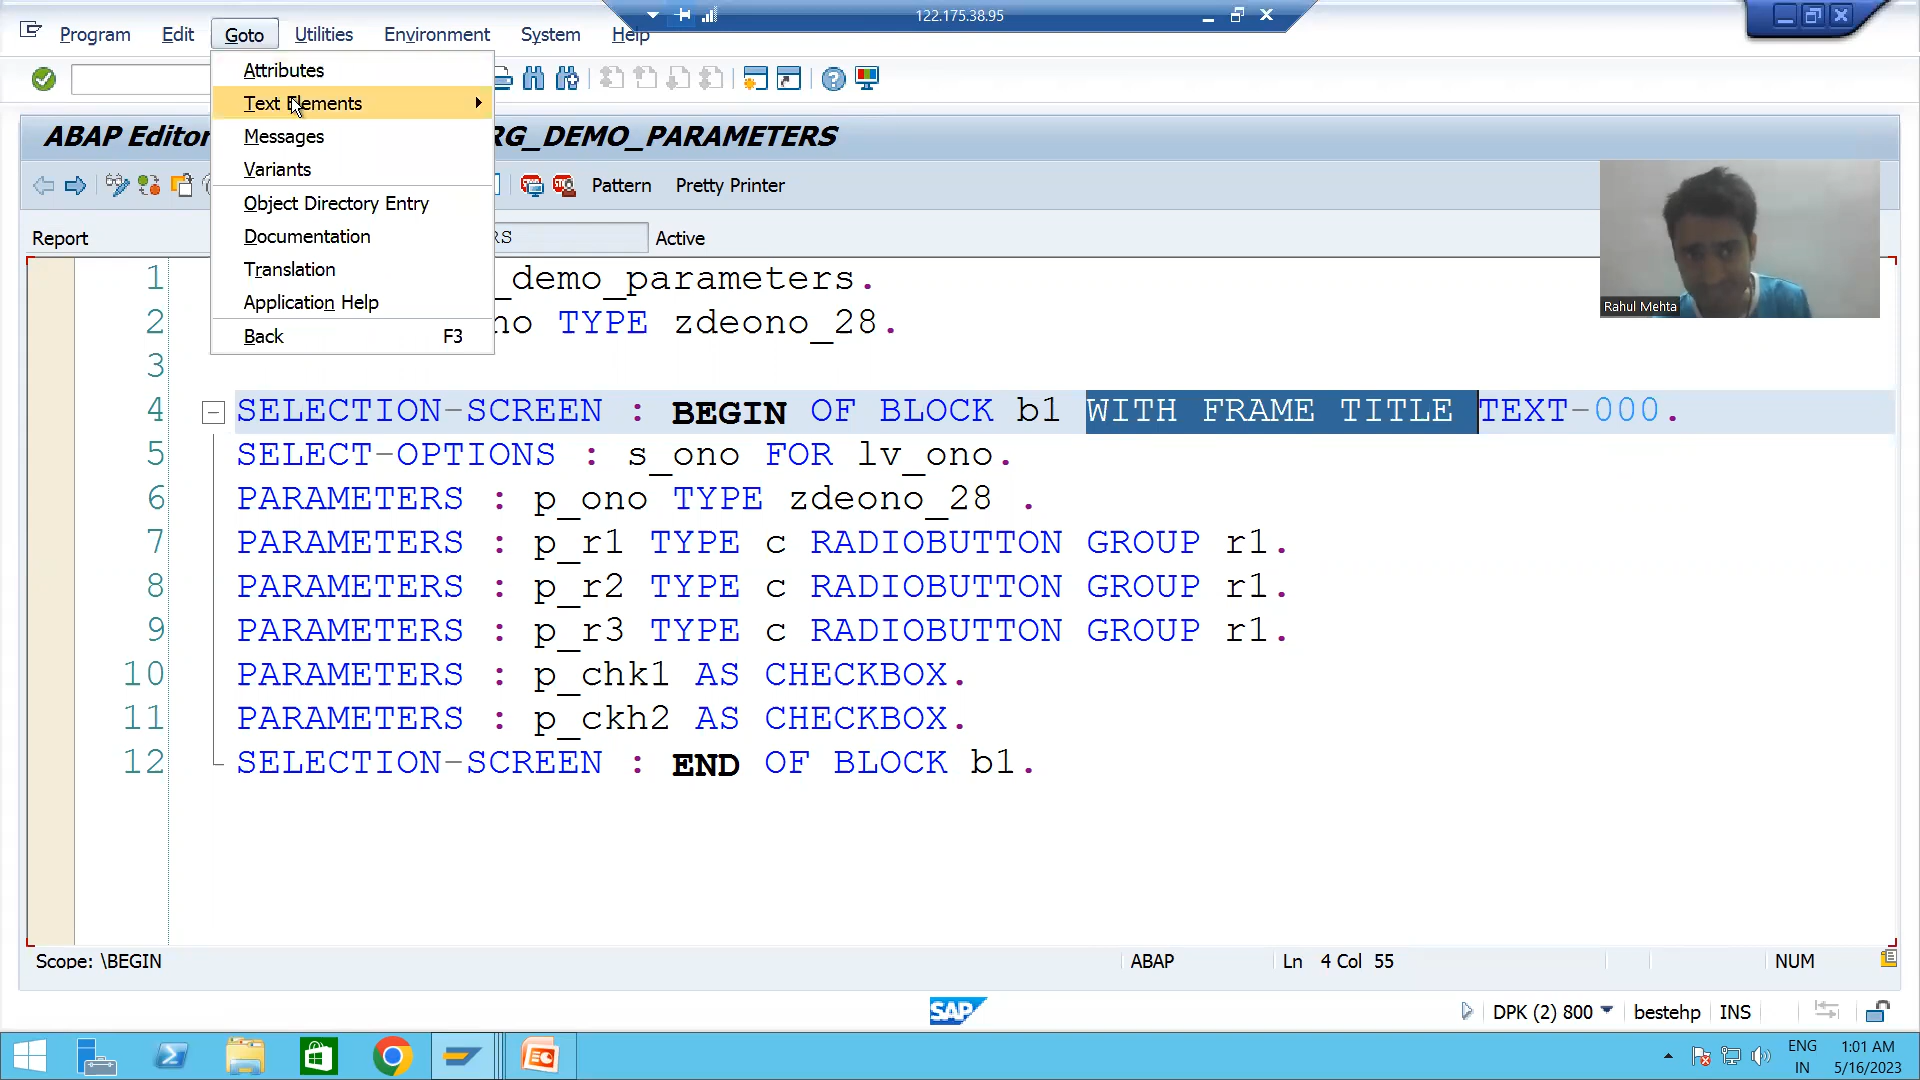 122.175.38.95
Program Edit Goto Utilities Environment System Help
Attributes
Text Elements
Messages
Variants
Object Directory Entry
Documentation
Translation
Application Help
Back F3
ABAP Editor RG_DEMO_PARAMETERS
Pattern Pretty Printer
Report RS Active
Rahul Mehta
1 _demo_parameters.
2 no TYPE zdeono_28.
3
4 SELECTION-SCREEN : BEGIN OF BLOCK b1 WITH FRAME TITLE TEXT-000.
5 SELECT-OPTIONS : s_ono FOR lv_ono.
6 PARAMETERS : p_ono TYPE zdeono_28 .
7 PARAMETERS : p_r1 TYPE c RADIOBUTTON GROUP r1.
8 PARAMETERS : p_r2 TYPE c RADIOBUTTON GROUP r1.
9 PARAMETERS : p_r3 TYPE c RADIOBUTTON GROUP r1.
10 PARAMETERS : p_chk1 AS CHECKBOX.
11 PARAMETERS : p_ckh2 AS CHECKBOX.
12 SELECTION-SCREEN : END OF BLOCK b1.
Scope: \BEGIN ABAP Ln 4 Col 55 NUM
SAP DPK (2) 800 bestehp INS
ENG 1:01 AM
IN 5/16/2023